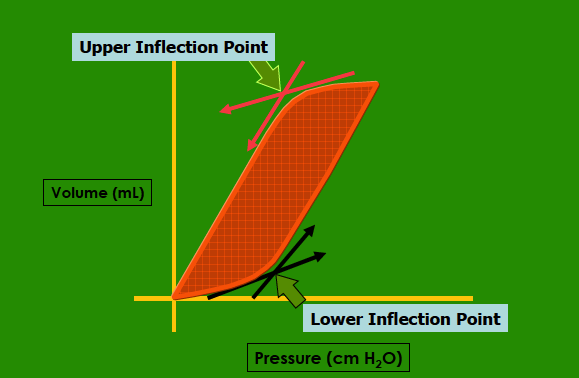 Upper Inflection Point
Volume (mL)
Lower Inflection Point
Pressure (cm H₂O)